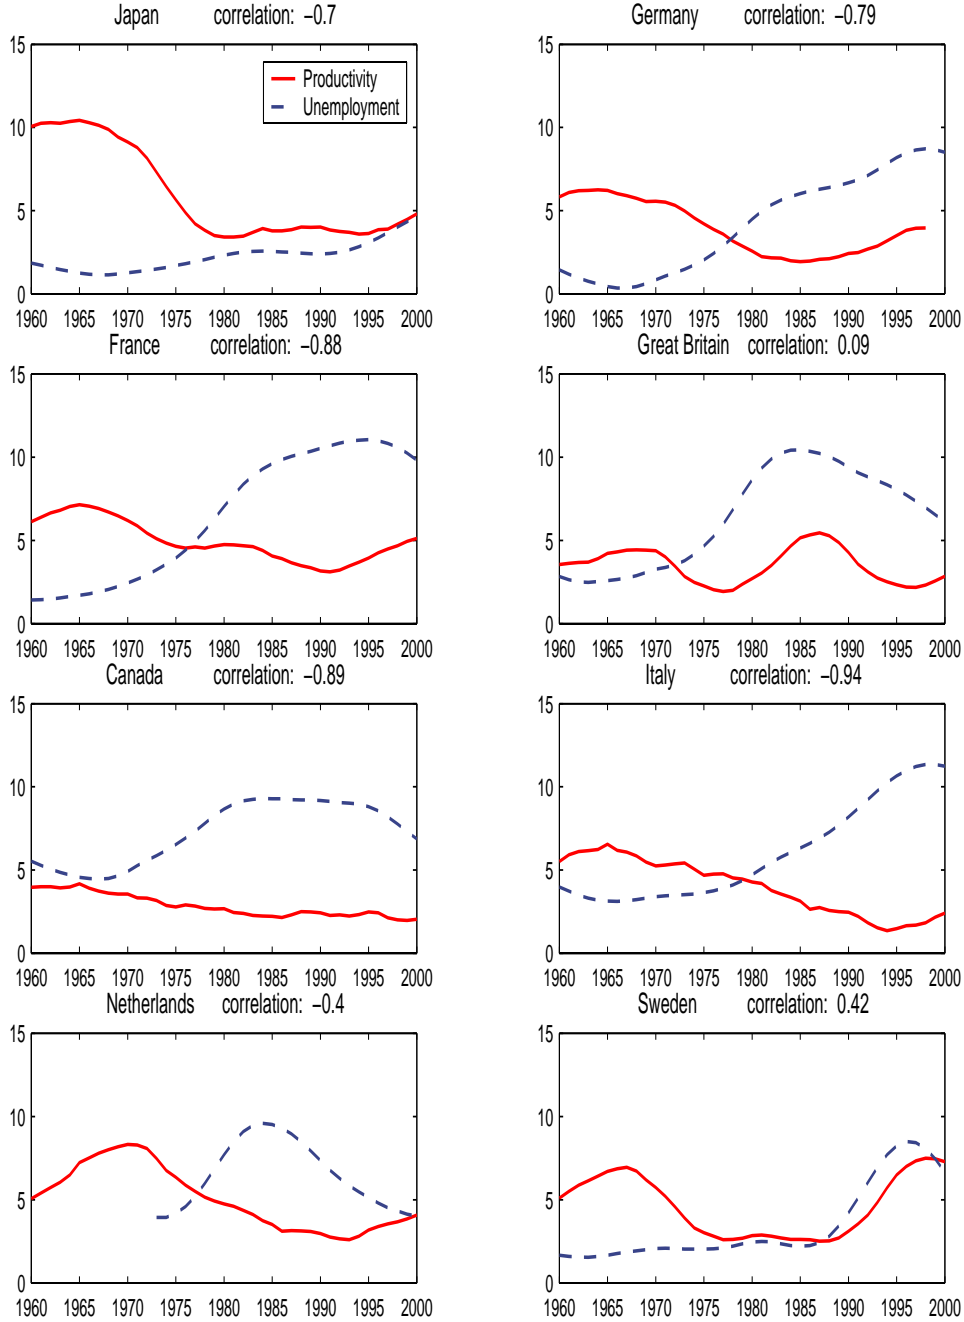 Japan correlation: −0.7
Germany correlation: −0.79
15
10
5
0
Productivity
Unemployment
1960 1965 1970 1975 1980 1985 1990 1995 2000
15
10
5
0
1960 1965 1970 1975 1980 1985 1990 1995 2000
France correlation: −0.88
Great Britain correlation: 0.09
15
10
5
0
1960 1965 1970 1975 1980 1985 1990 1995 2000
15
10
5
0
1960 1965 1970 1975 1980 1985 1990 1995 2000
Canada correlation: −0.89
Italy correlation: −0.94
15
10
5
0
1960 1965 1970 1975 1980 1985 1990 1995 2000
15
10
5
0
1960 1965 1970 1975 1980 1985 1990 1995 2000
Netherlands correlation: −0.4
Sweden correlation: 0.42
15
10
5
0
1960 1965 1970 1975 1980 1985 1990 1995 2000
15
10
5
0
1960 1965 1970 1975 1980 1985 1990 1995 2000